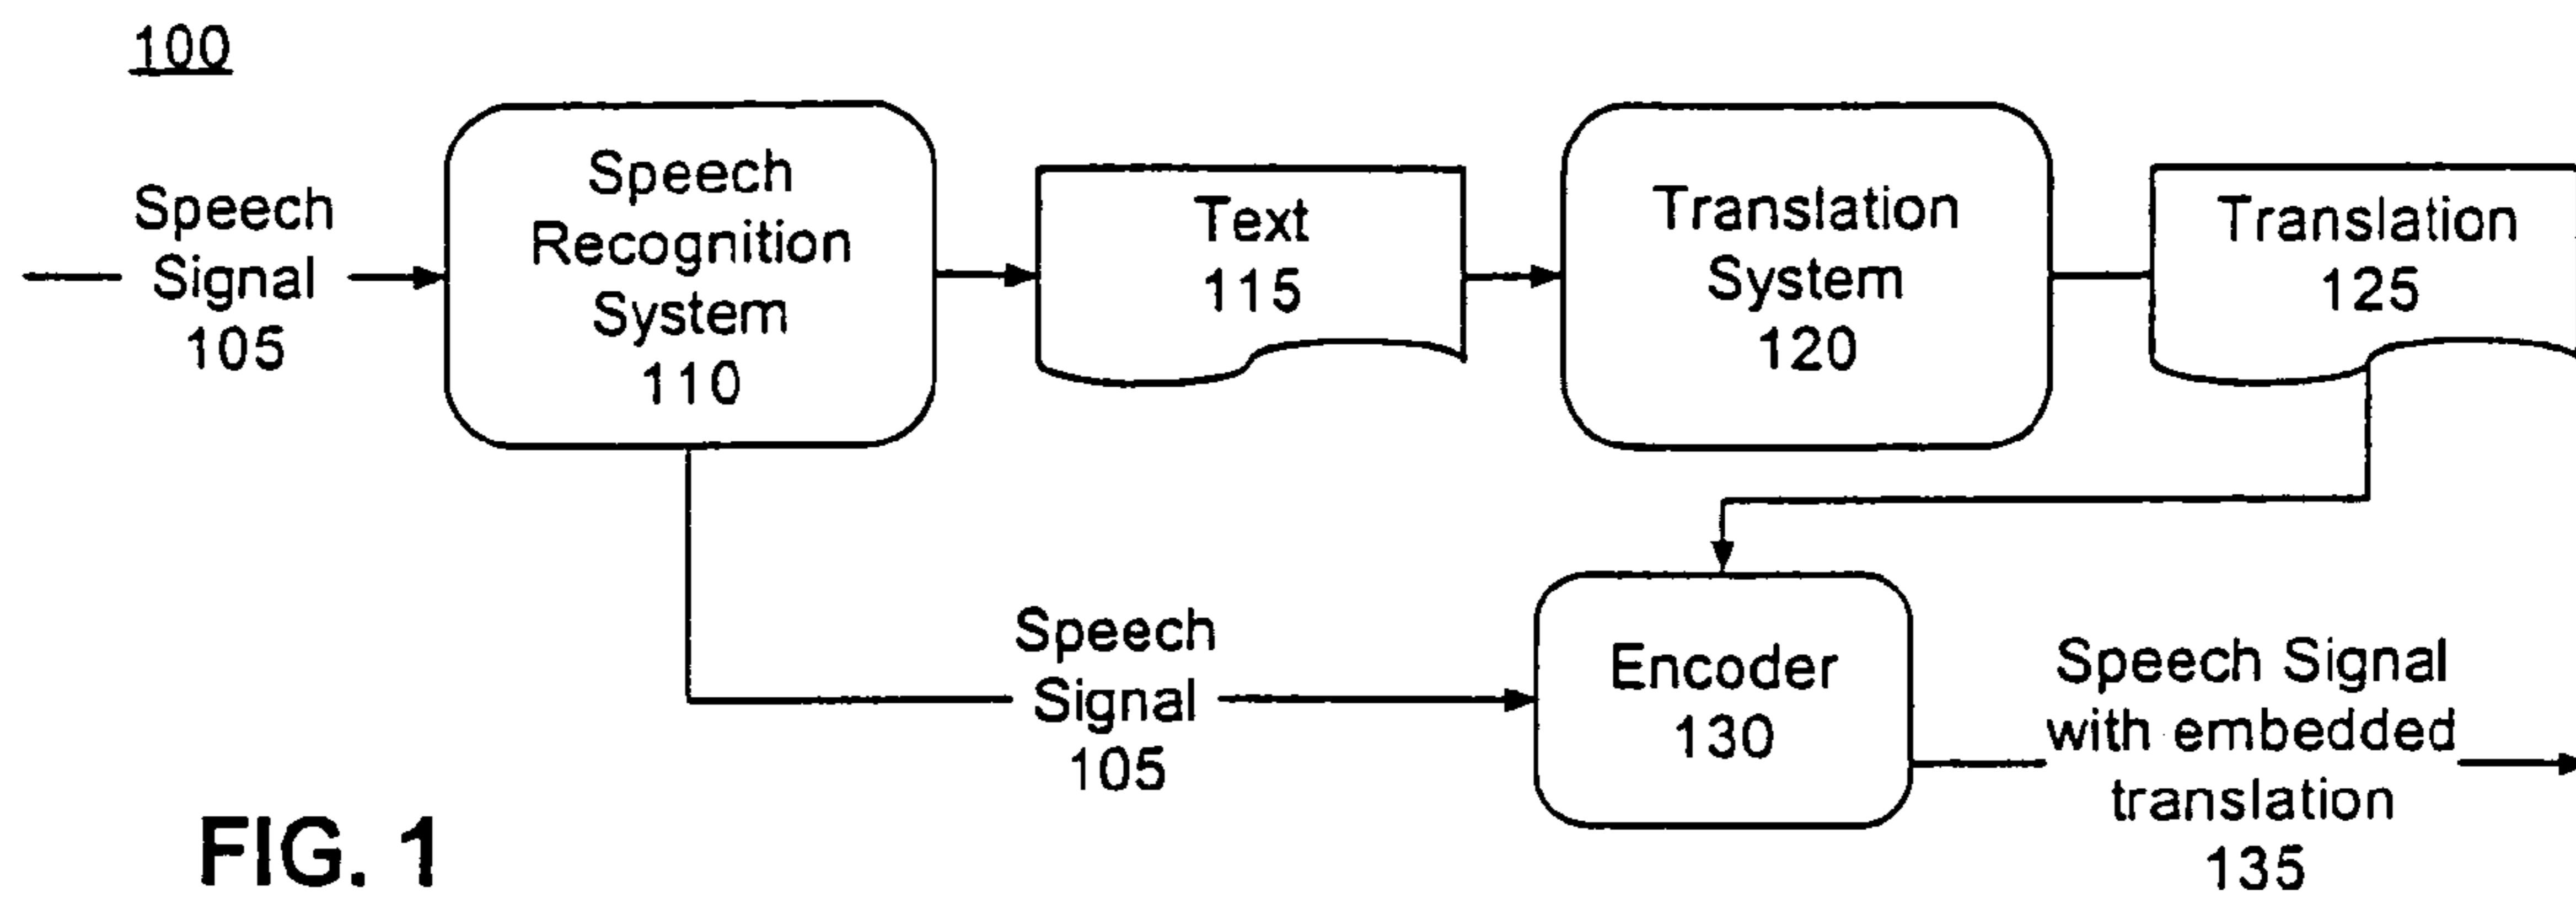 100
Speech
Signal
105
Speech
Recognition
System
110
Text
115
Translation
System
120
Translation
125
Speech
Signal
105
Encoder
130
Speech Signal
with embedded
translation
135
FIG. 1